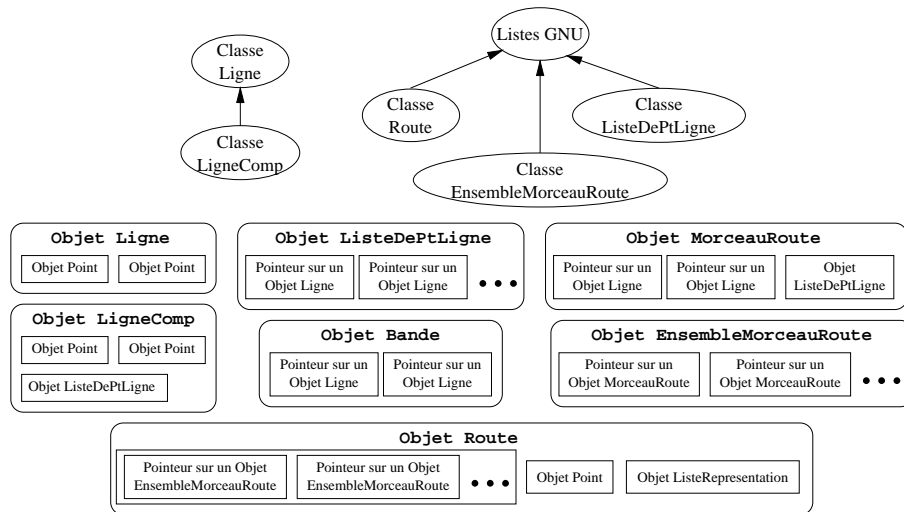 Listes GNU
Classe
Ligne
Classe
Route
Classe
ListeDePtLigne
Classe
LigneComp
Classe
EnsembleMorceauRoute
Objet Ligne
Objet Point
Objet Point
Objet ListeDePtLigne
Pointeur sur un
Objet Ligne
Pointeur sur un
Objet Ligne
Objet MorceauRoute
Pointeur sur un
Objet Ligne
Pointeur sur un
Objet Ligne
Objet
ListeDePtLigne
Objet LigneComp
Objet Point
Objet Point
Objet ListeDePtLigne
Objet Bande
Pointeur sur un
Objet Ligne
Pointeur sur un
Objet Ligne
Objet EnsembleMorceauRoute
Pointeur sur un
Objet MorceauRoute
Pointeur sur un
Objet MorceauRoute
Objet Route
Pointeur sur un Objet
EnsembleMorceauRoute
Pointeur sur un Objet
EnsembleMorceauRoute
Objet Point
Objet ListeRepresentation